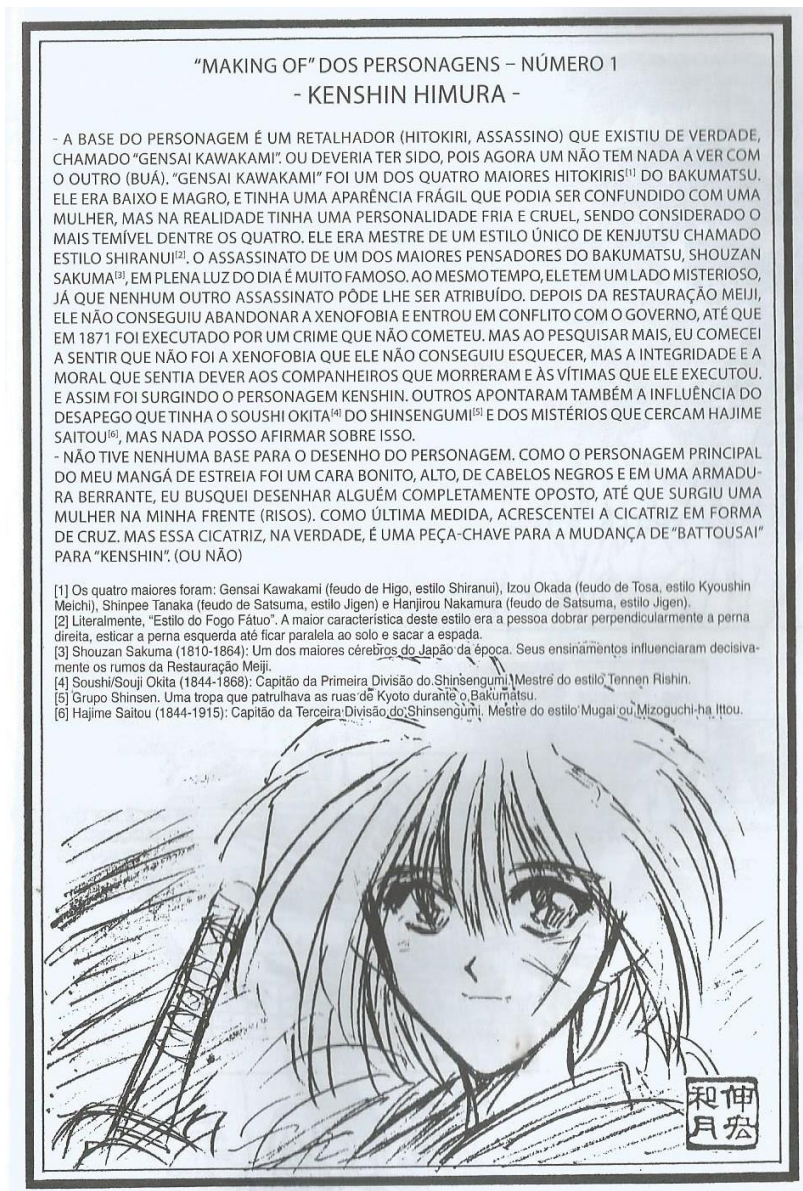 “MAKING OF” DOS PERSONAGENS – NÚMERO 1
- KENSHIN HIMURA -
- A BASE DO PERSONAGEM É UM RETALHADOR (HITOKIRI, ASSASSINO) QUE EXISTIU DE VERDADE,
CHAMADO “GENSAI KAWAKAMI”. OU DEVERIA TER SIDO, POIS AGORA UM NÃO TEM NADA A VER COM
O OUTRO (BUÁ). “GENSAI KAWAKAMI” FOI UM DOS QUATRO MAIORES HITOKIRIS[1] DO BAKUMATSU.
ELE ERA BAIXO E MAGRO, E TINHA UMA APARÊNCIA FRÁGIL QUE PODIA SER CONFUNDIDO COM UMA
MULHER, MAS NA REALIDADE TINHA UMA PERSONALIDADE FRIA E CRUEL, SENDO CONSIDERADO O
MAIS TEMÍVEL DENTRE OS QUATRO. ELE ERA MESTRE DE UM ESTILO ÚNICO DE KENJUTSU CHAMADO
ESTILO SHIRANUI[2]. O ASSASSINATO DE UM DOS MAIORES PENSADORES DO BAKUMATSU, SHOUZAN
SAKUMA[3], EM PLENA LUZ DO DIA É MUITO FAMOSO. AO MESMO TEMPO, ELE TEM UM LADO MISTERIOSO,
JÁ QUE NENHUM OUTRO ASSASSINATO PÔDE LHE SER ATRIBUÍDO. DEPOIS DA RESTAURAÇÃO MEIJI,
ELE NÃO CONSEGUIU ABANDONAR A XENOFOBIA E ENTROU EM CONFLITO COM O GOVERNO, ATÉ QUE
EM 1871 FOI EXECUTADO POR UM CRIME QUE NÃO COMETEU. MAS AO PESQUISAR MAIS, EU COMECEI
A SENTIR QUE NÃO FOI A XENOFOBIA QUE ELE NÃO CONSEGUIU ESQUECER, MAS A INTEGRIDADE E A
MORAL QUE SENTIA DEVER AOS COMPANHEIROS QUE MORRERAM E ÀS VÍTIMAS QUE ELE EXECUTOU.
E ASSIM FOI SURGINDO O PERSONAGEM KENSHIN. OUTROS APONTARAM TAMBÉM A INFLUÊNCIA DO
DESAPEGO QUE TINHA O SOUSHI OKITA[4] DO SHINSENGUMI[5] E DOS MISTÉRIOS QUE CERCAM HAJIME
SAITOU[6], MAS NADA POSSO AFIRMAR SOBRE ISSO.
- NÃO TIVE NENHUMA BASE PARA O DESENHO DO PERSONAGEM. COMO O PERSONAGEM PRINCIPAL
DO MEU MANGÁ DE ESTREIA FOI UM CARA BONITO, ALTO, DE CABELOS NEGROS E EM UMA ARMADU-
RA BERRANTE, EU BUSQUEI DESENHAR ALGUÉM COMPLETAMENTE OPOSTO, ATÉ QUE SURGIU UMA
MULHER NA MINHA FRENTE (RISOS). COMO ÚLTIMA MEDIDA, ACRESCENTEI A CICATRIZ EM FORMA
DE CRUZ. MAS ESSA CICATRIZ, NA VERDADE, É UMA PEÇA-CHAVE PARA A MUDANÇA DE “BATTOUSAI”
PARA “KENSHIN”. (OU NÃO)
[1] Os quatro maiores foram: Gensai Kawakami (feudo de Higo, estilo Shiranui), Izou Okada (feudo de Tosa, estilo Kyoushin
Meichi), Shinpee Tanaka (feudo de Satsuma, estilo Jigen) e Hanjirou Nakamura (feudo de Satsuma, estilo Jigen).
[2] Literalmente, “Estilo do Fogo Fátuo”. A maior característica deste estilo era a pessoa dobrar perpendicularmente a perna
direita, esticar a perna esquerda até ficar paralela ao solo e sacar a espada.
[3] Shouzan Sakuma (1810-1864): Um dos maiores cérebros do Japão da época. Seus ensinamentos influenciaram decisiva-
mente os rumos da Restauração Meiji.
[4] Soushi/Souji Okita (1844-1868): Capitão da Primeira Divisão do Shinsengumi. Mestre do estilo Tennen Rishin.
[5] Grupo Shinsen. Uma tropa que patrulhava as ruas de Kyoto durante o Bakumatsu.
[6] Hajime Saitou (1844-1915): Capitão da Terceira Divisão do Shinsengumi. Mestre do estilo Mugai ou Mizoguchi-ha Ittou.
和月
伸宏